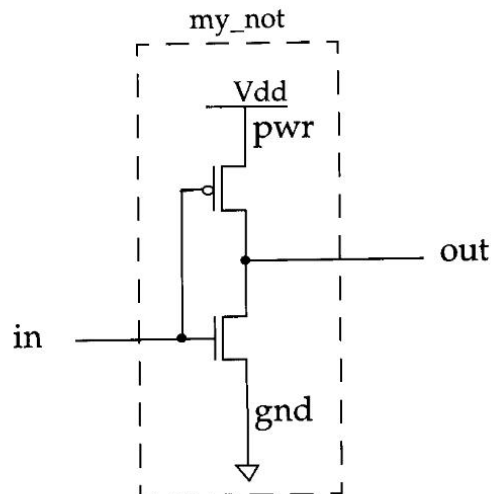 my_not
Vdd
pwr
out
in
gnd